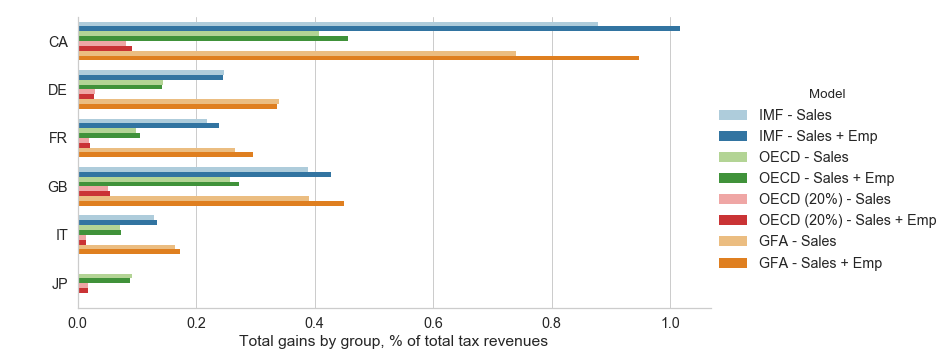 CA
DE
FR
GB
IT
JP
0.0 0.2 0.4 0.6 0.8 1.0
Total gains by group, % of total tax revenues
Model
IMF - Sales
IMF - Sales + Emp
OECD - Sales
OECD - Sales + Emp
OECD (20%) - Sales
OECD (20%) - Sales + Emp
GFA - Sales
GFA - Sales + Emp